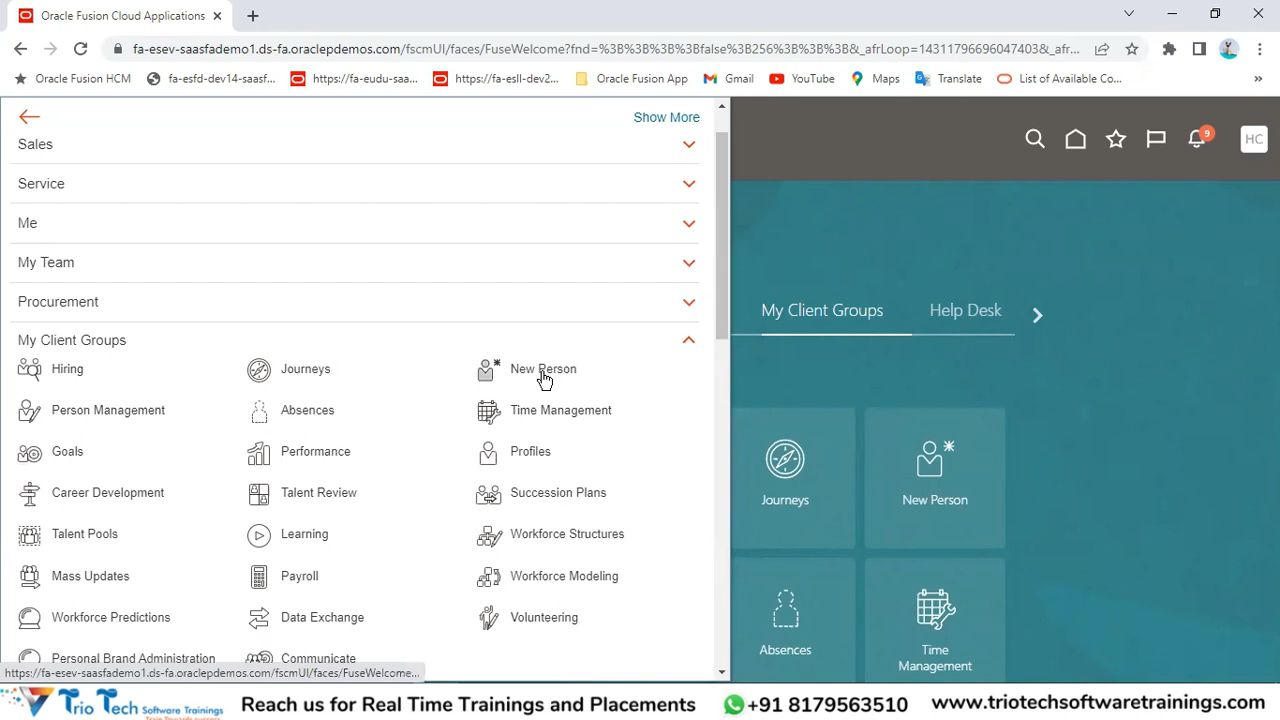 Oracle Fusion Cloud Applications
fa-esev-saasfademo1.ds-fa.oraclepdemos.com/fscmUI/faces/FuseWelcome?fnd=%3B%3B%3B%3Bfalse%3B256%3B%3B%3B&_afrLoop=14311796696047403&_afr...
Oracle Fusion HCM
fa-esfd-dev14-saasf...
https://fa-eudu-saa...
https://fa-esll-dev2...
Oracle Fusion App
Gmail
YouTube
Maps
Translate
List of Available Co...
»
Show More
Sales
Service
Me
My Team
Procurement
My Client Groups
Hiring
Journeys
New Person
Person Management
Absences
Time Management
Goals
Performance
Profiles
Career Development
Talent Review
Succession Plans
Talent Pools
Learning
Workforce Structures
Mass Updates
Payroll
Workforce Modeling
Workforce Predictions
Data Exchange
Volunteering
Personal Brand Administration
Communicate
https://fa-esev-saasfademo1.ds-fa.oraclepdemos.com/fscmUI/faces/FuseWelcome...
9
HC
My Client Groups
Help Desk
Journeys
New Person
Absences
Time
Management
Trio Tech Software Trainings
Trains Towards success
Reach us for Real Time Trainings and Placements
+91 8179563510
www.triotechsoftwaretrainings.com